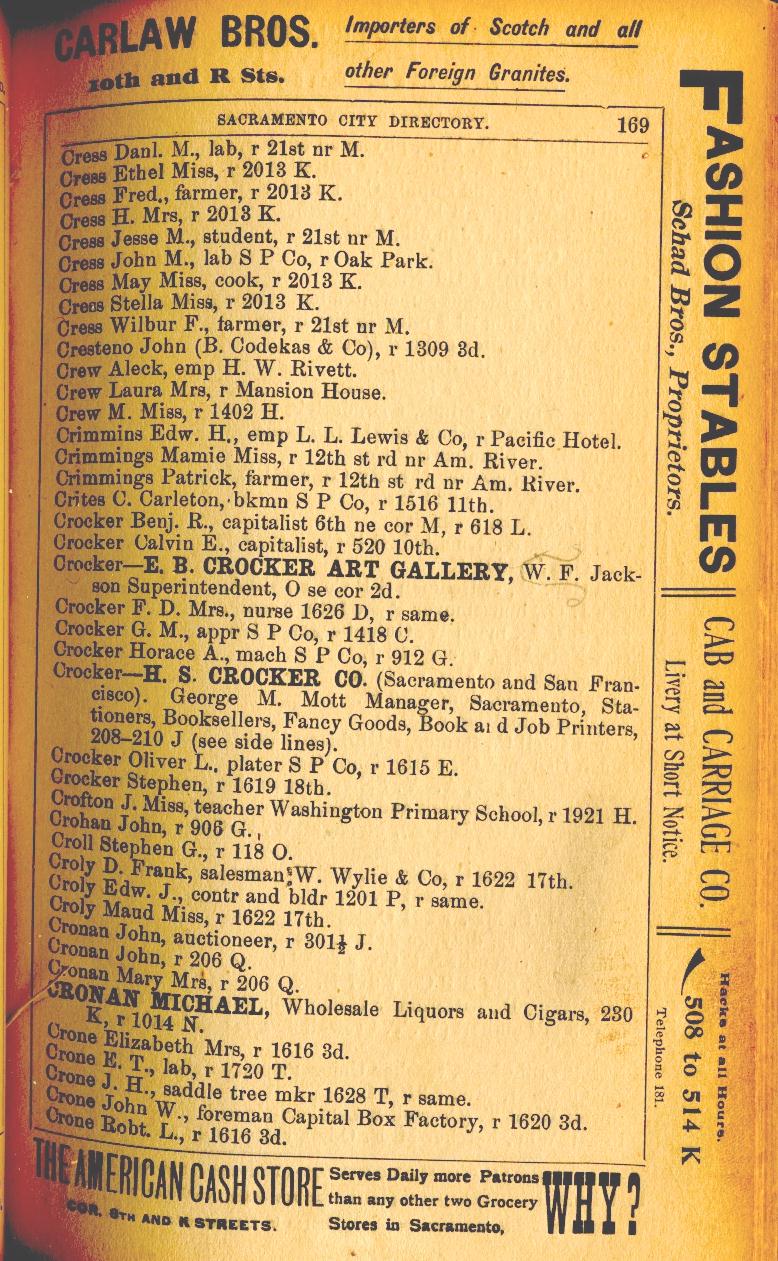 CARLAW BROS. Importers of Scotch and all
10th and R Sts. other Foreign Granites.
SACRAMENTO CITY DIRECTORY. 169
Cress Danl. M., lab, r 21st nr M.
Cress Ethel Miss, r 2013 K.
Cress Fred., farmer, r 2013 K.
Cress H. Mrs, r 2013 K.
Cress Jesse M., student, r 21st nr M.
Cress John M., lab S P Co, r Oak Park.
Cress May Miss, cook, r 2013 K.
Cress Stella Miss, r 2013 K.
Cress Wilbur F., farmer, r 21st nr M.
Cresteno John (B. Codekas & Co), r 1309 3d.
Crew Aleck, emp H. W. Rivett.
Crew Laura Mrs, r Mansion House.
Crew M. Miss, r 1402 H.
Crimmins Edw. H., emp L. L. Lewis & Co, r Pacific Hotel.
Crimmings Mamie Miss, r 12th st rd nr Am. River.
Crimmings Patrick, farmer, r 12th st rd nr Am. River.
Crites C. Carleton, bkmn S P Co, r 1516 11th.
Crocker Benj. R., capitalist 6th ne cor M, r 618 L.
Crocker Calvin E., capitalist, r 520 10th.
Crocker—E. B. CROCKER ART GALLERY, W. F. Jack-
son Superintendent, O se cor 2d.
Crocker F. D. Mrs., nurse 1626 D, r same.
Crocker G. M., appr S P Co, r 1418 C.
Crocker Horace A., mach S P Co, r 912 G.
Crocker—H. S. CROCKER CO. (Sacramento and San Fran-
cisco). George M. Mott Manager, Sacramento, Sta-
tioners, Booksellers, Fancy Goods, Book and Job Printers,
208–210 J (see side lines).
Crocker Oliver L., plater S P Co, r 1615 E.
Crocker Stephen, r 1619 18th.
Crofton J. Miss, teacher Washington Primary School, r 1921 H.
Crohan John, r 906 G.
Croll Stephen G., r 118 O.
Croly D. Frank, salesman W. Wylie & Co, r 1622 17th.
Croly Edw. J., contr and bldr 1201 P, r same.
Croly Maud Miss, r 1622 17th.
Cronan John, auctioneer, r 301½ J.
Cronan John, r 206 Q.
Cronan Mary Mrs, r 206 Q.
CRONAN MICHAEL, Wholesale Liquors and Cigars, 230
K, r 1014 N.
Crone Elizabeth Mrs, r 1616 3d.
Crone E. T., lab, r 1720 T.
Crone J. H., saddle tree mkr 1628 T, r same.
Crone John W., foreman Capital Box Factory, r 1620 3d.
Crone Robt. L., r 1616 3d.
THE AMERICAN CASH STORE
COR. 8TH AND K STREETS.
Serves Daily more Patrons
than any other two Grocery
Stores in Sacramento,
WHY?
FASHION STABLES
Schad Bros., Proprietors.
CAB and CARRIAGE CO.
Livery at Short Notice.
Hacks at all Hours.
508 to 514 K
Telephone 181.